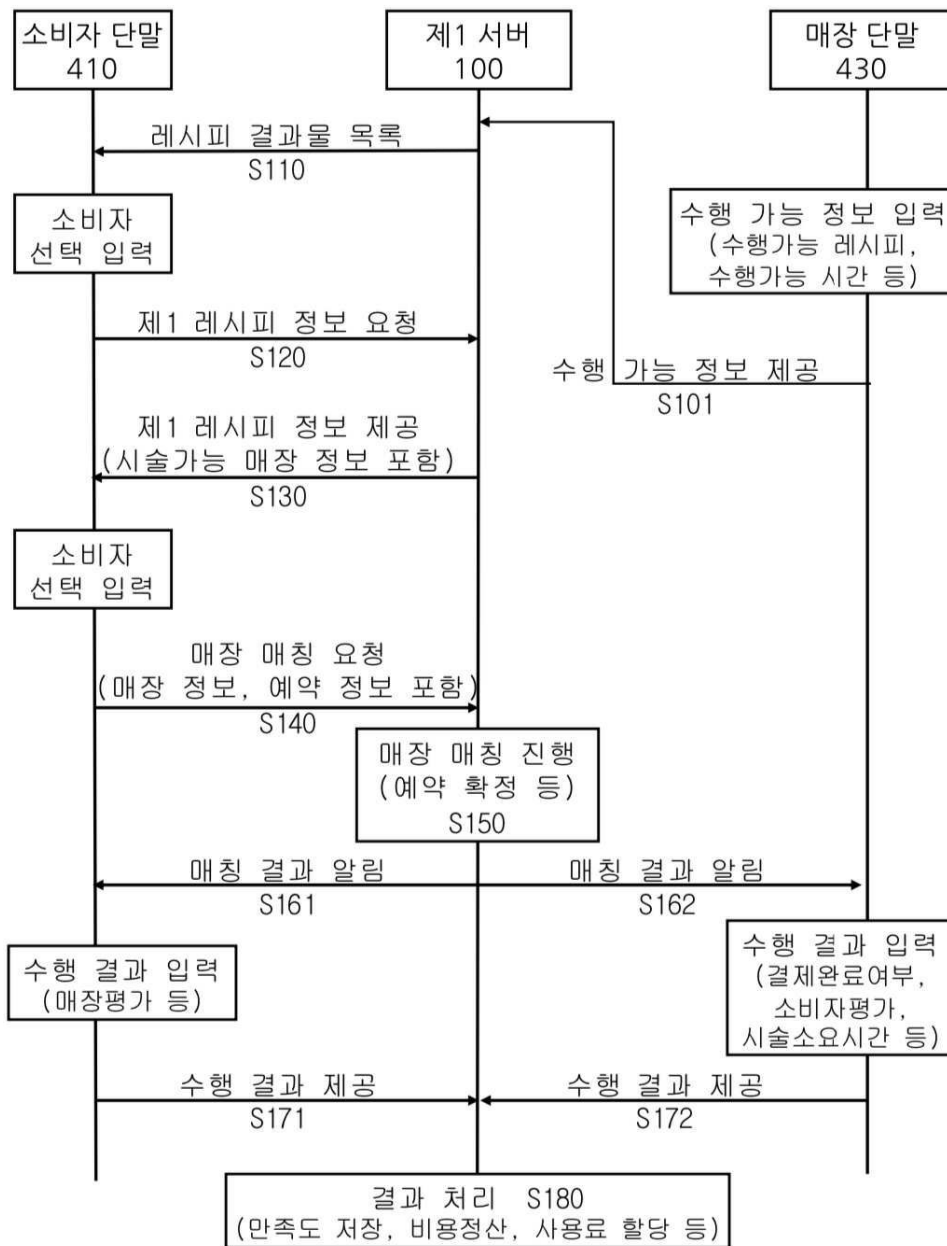 소비자 단말
410
제1 서버
100
매장 단말
430
레시피 결과물 목록
S110
소비자
선택 입력
수행 가능 정보 입력
(수행가능 레시피,
수행가능 시간 등)
제1 레시피 정보 요청
S120
수행 가능 정보 제공
S101
제1 레시피 정보 제공
(시술가능 매장 정보 포함)
S130
소비자
선택 입력
매장 매칭 요청
(매장 정보, 예약 정보 포함)
S140
매장 매칭 진행
(예약 확정 등)
S150
매칭 결과 알림
S161
매칭 결과 알림
S162
수행 결과 입력
(매장평가 등)
수행 결과 입력
(결제완료여부,
소비자평가,
시술소요시간 등)
수행 결과 제공
S171
수행 결과 제공
S172
결과 처리 S180
(만족도 저장, 비용정산, 사용료 할당 등)